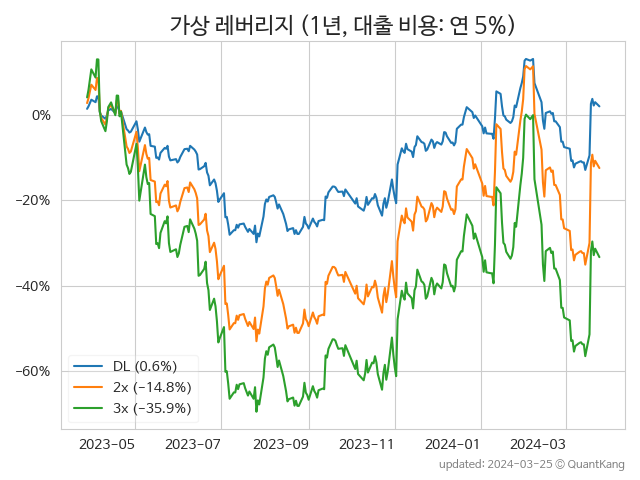 가상 레버리지 (1년, 대출 비용: 연 5%)
0%
−20%
−40%
−60%
DL (0.6%)
2x (−14.8%)
3x (−35.9%)
2023−05 2023−07 2023−09 2023−11 2024−01 2024−03
updated: 2024-03-25 © QuantKang